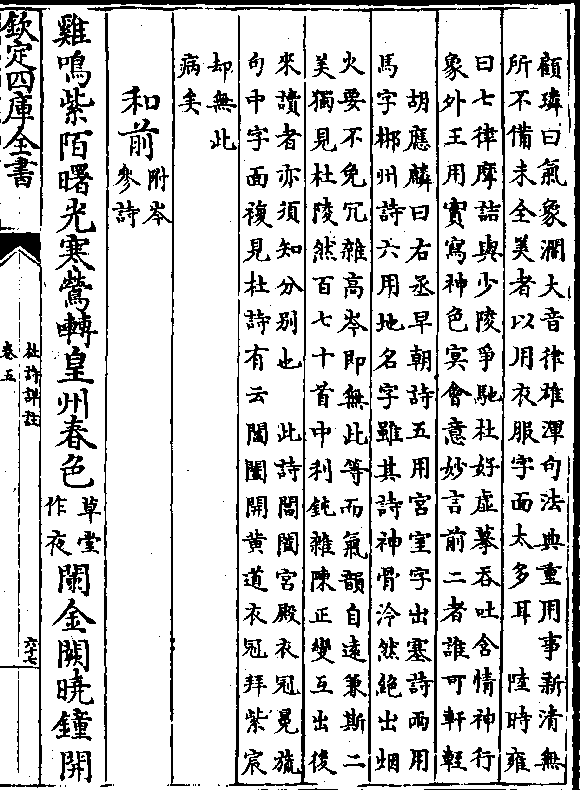 顧璘曰氣象濶大音律雄渾句法典重用事新清無
所不備未全美者以用衣服字面太多耳　陸時雍
曰七律摩詰與少陵爭馳杜好虛摹吞吐含情神行
象外王用實寫神色冥會意妙言前二者誰可軒輊
胡應麟曰右丞早朝詩五用宮室字出塞詩兩用
馬字郴州詩六用地名字雖其詩神骨泠然絕出烟
火要不免冗雜高岑即無此等而氣韻自遠兼斯二
美獨見杜陵然百七十首中利鈍雜陳正變互出後
來讀者亦須知分別也　此詩閶闔宮殿衣冠冕旒
句中字面複見杜詩有云閶闔開黄道衣冠拜紫宸
却無此
病矣
和前附岑參詩
雞鳴紫陌曙光寒鶯轉皇州春色草堂作夜闌金闕曉鐘開
欽定四庫全書
杜詩詳註
卷五
六十七